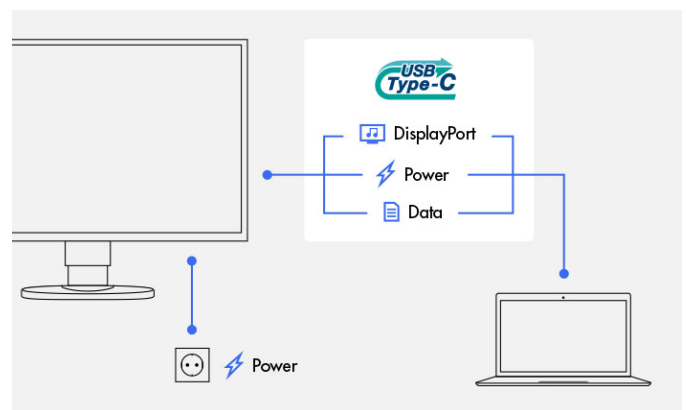 USB
Type-C
DisplayPort
Power
Data
Power